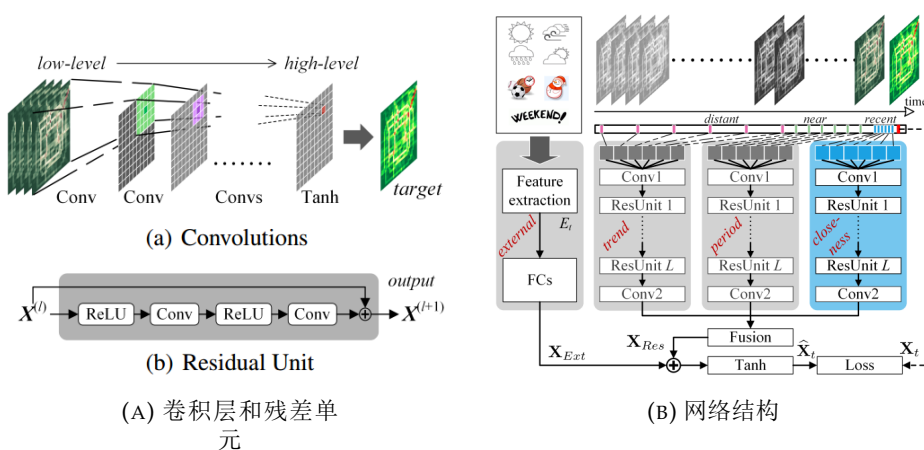 low-level
high-level
Conv
Conv
Convs
Tanh
target
(a) Convolutions
output
X(l)
ReLU
Conv
ReLU
Conv
X(l+1)
(b) Residual Unit
(A) 卷积层和残差单
元
WEEKEND!
time
distant
near
recent
Feature
extraction
Et
external
FCs
XExt
Conv1
ResUnit 1
trend
ResUnit L
Conv2
Conv1
ResUnit 1
period
ResUnit L
Conv2
Conv1
ResUnit 1
close-
ness
ResUnit L
Conv2
Fusion
XRes
Tanh
X̂t
Loss
Xt
(B) 网络结构